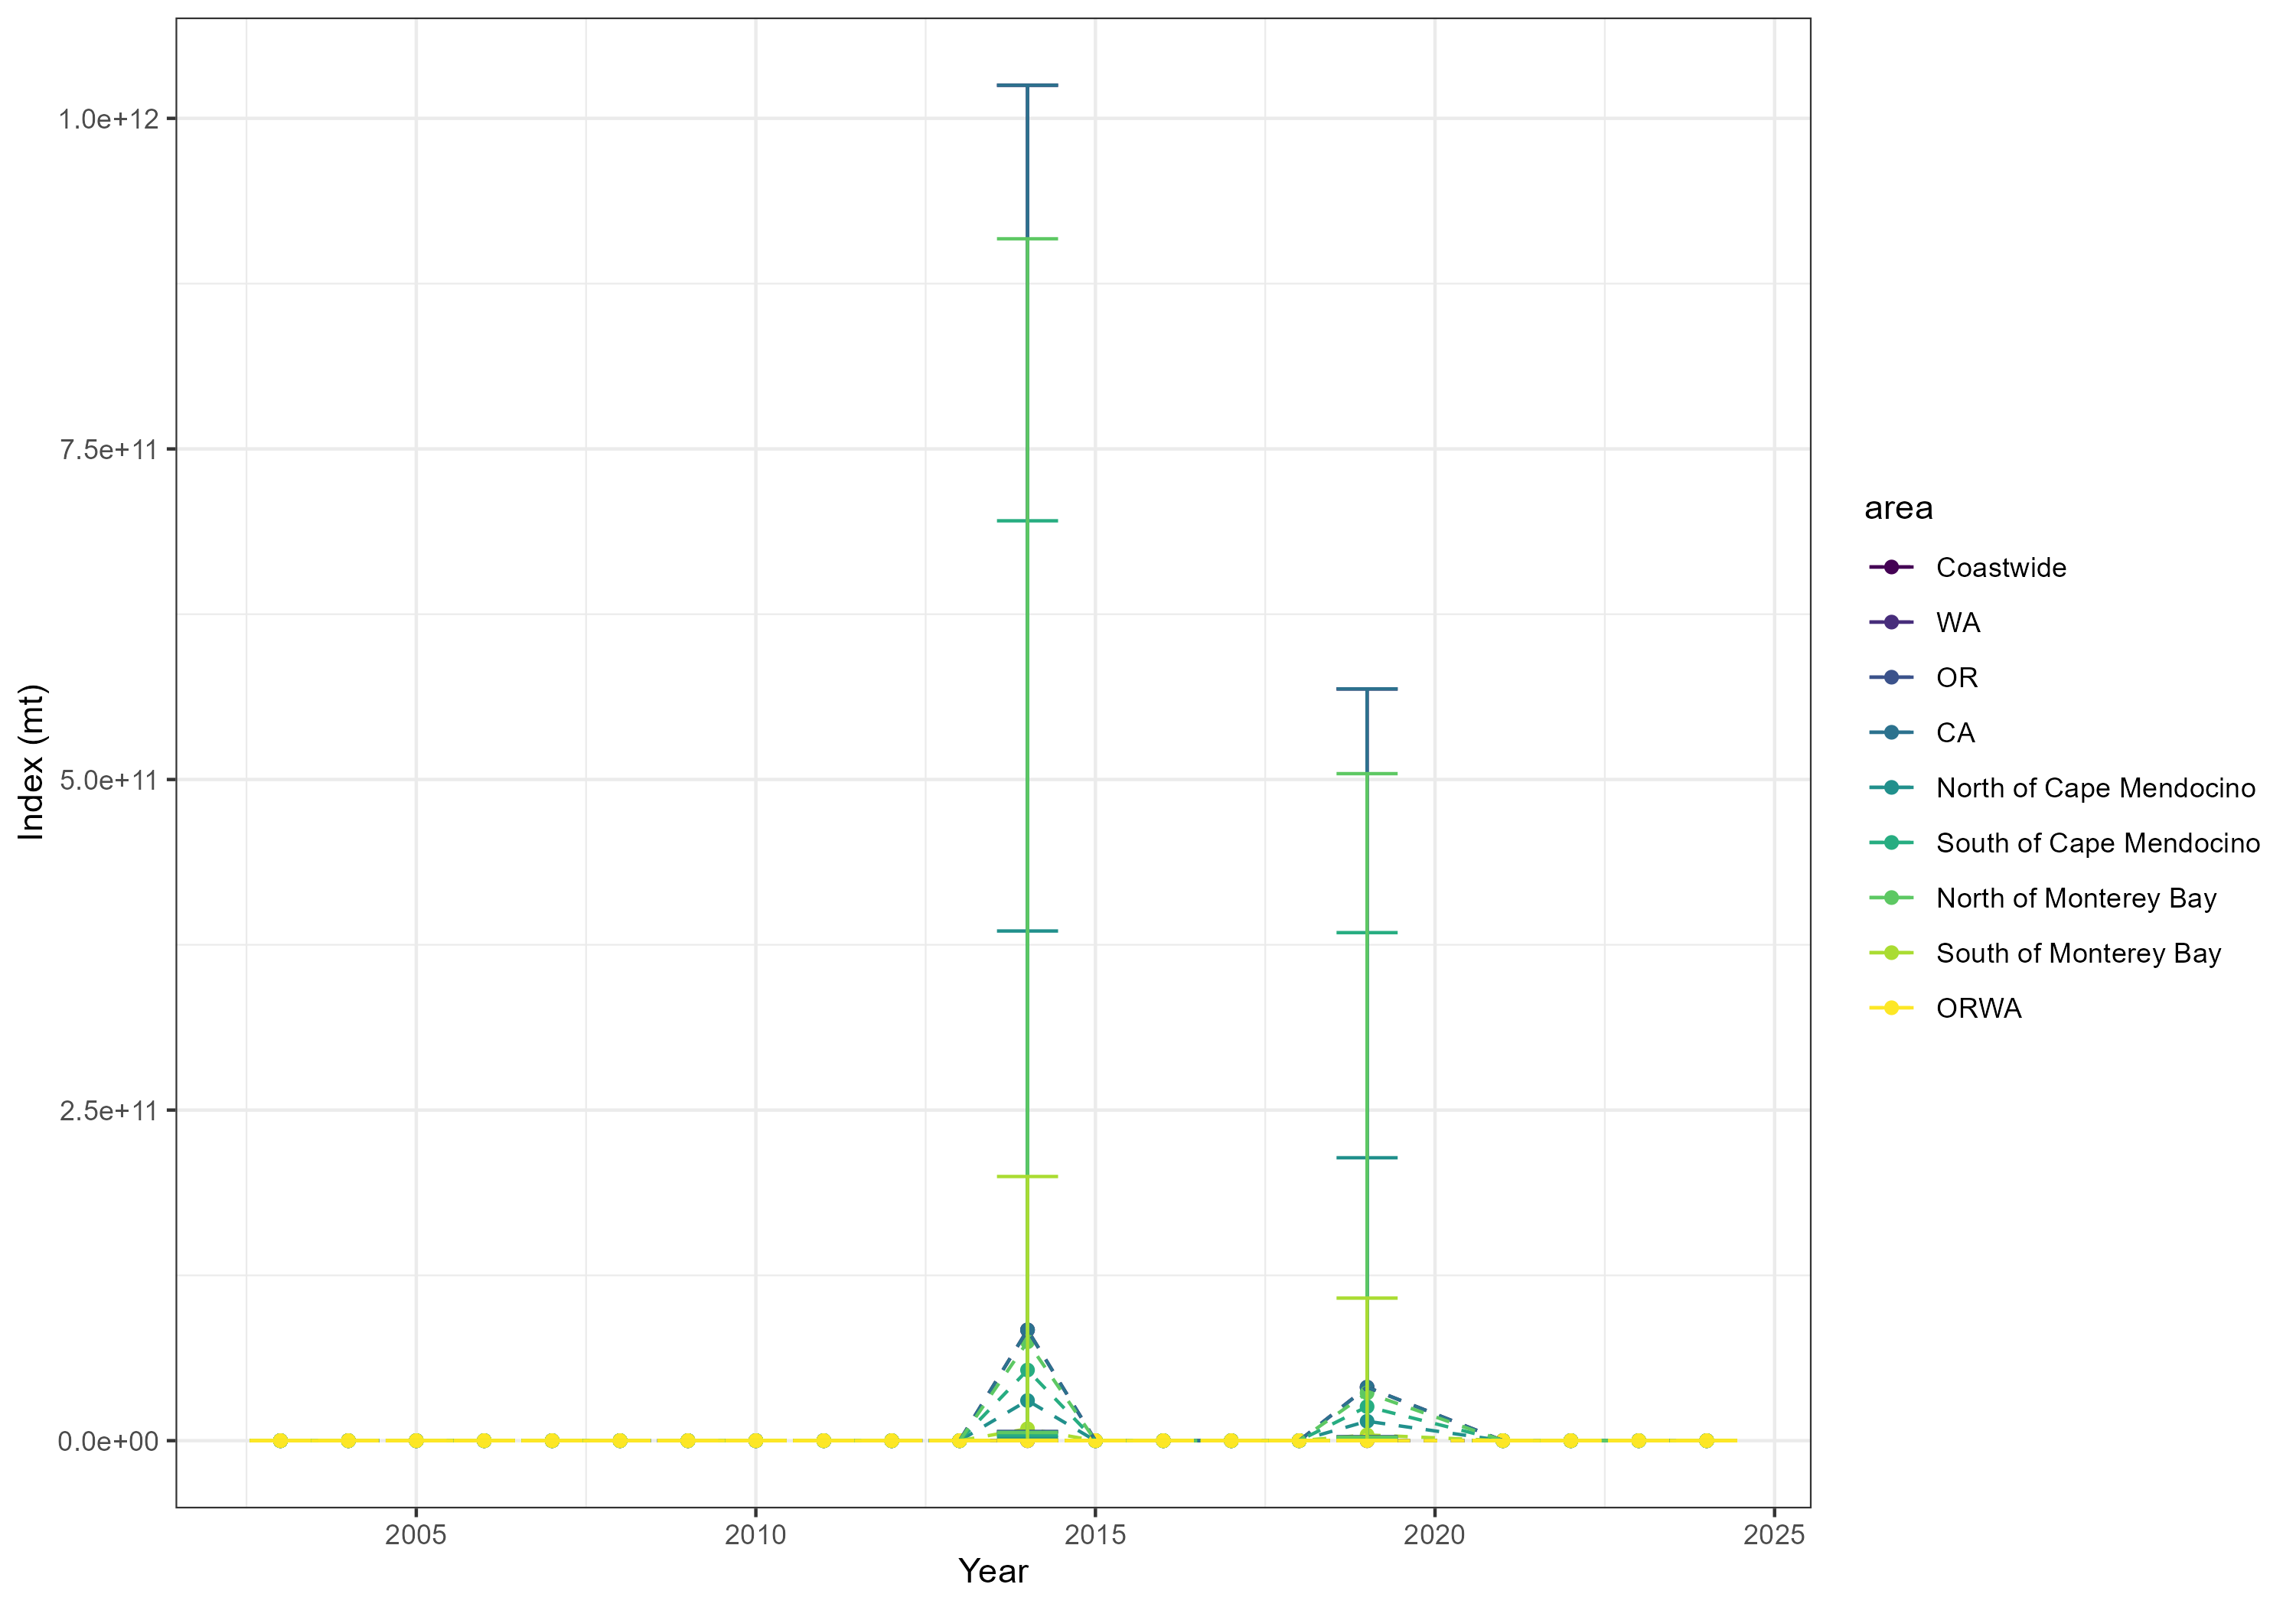 1.0e+12
7.5e+11
5.0e+11
2.5e+11
0.0e+00
Index (mt)
2005 2010 2015 2020 2025
Year
area
Coastwide
WA
OR
CA
North of Cape Mendocino
South of Cape Mendocino
North of Monterey Bay
South of Monterey Bay
ORWA